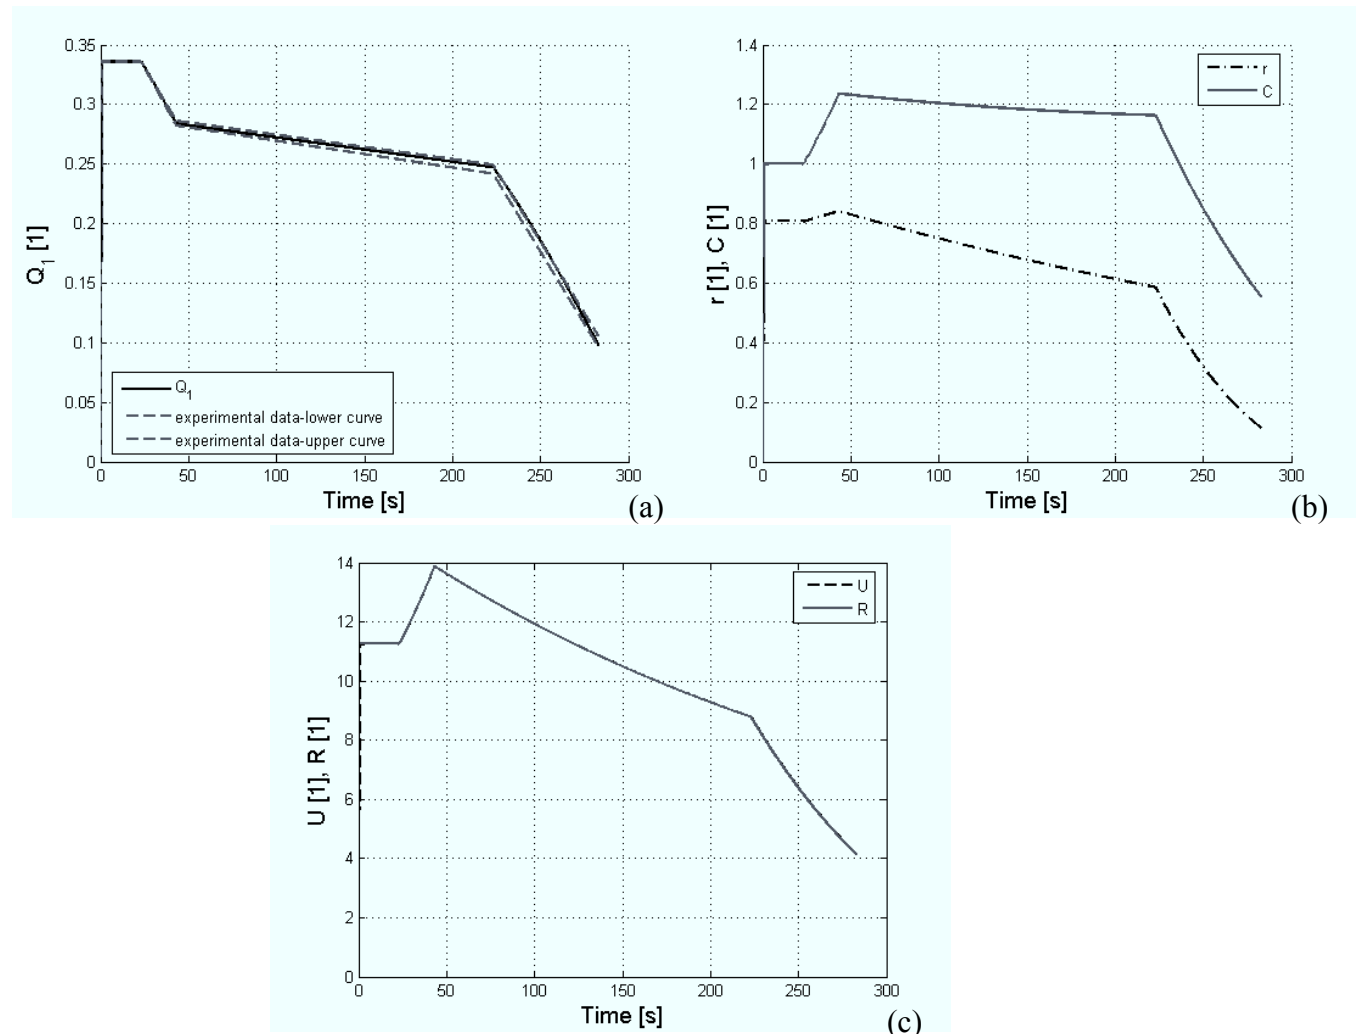 0.35
0.3
0.25
0.2
0.15
0.1
0.05
0
Q1 [1]
Q1
experimental data-lower curve
experimental data-upper curve
0 50 100 150 200 250 300
Time [s]
(a)
1.4
1.2
1
0.8
0.6
0.4
0.2
0
r [1], C [1]
r
C
0 50 100 150 200 250 300
Time [s]
(b)
14
12
10
8
6
4
2
0
U [1], R [1]
U
R
0 50 100 150 200 250 300
Time [s]
(c)